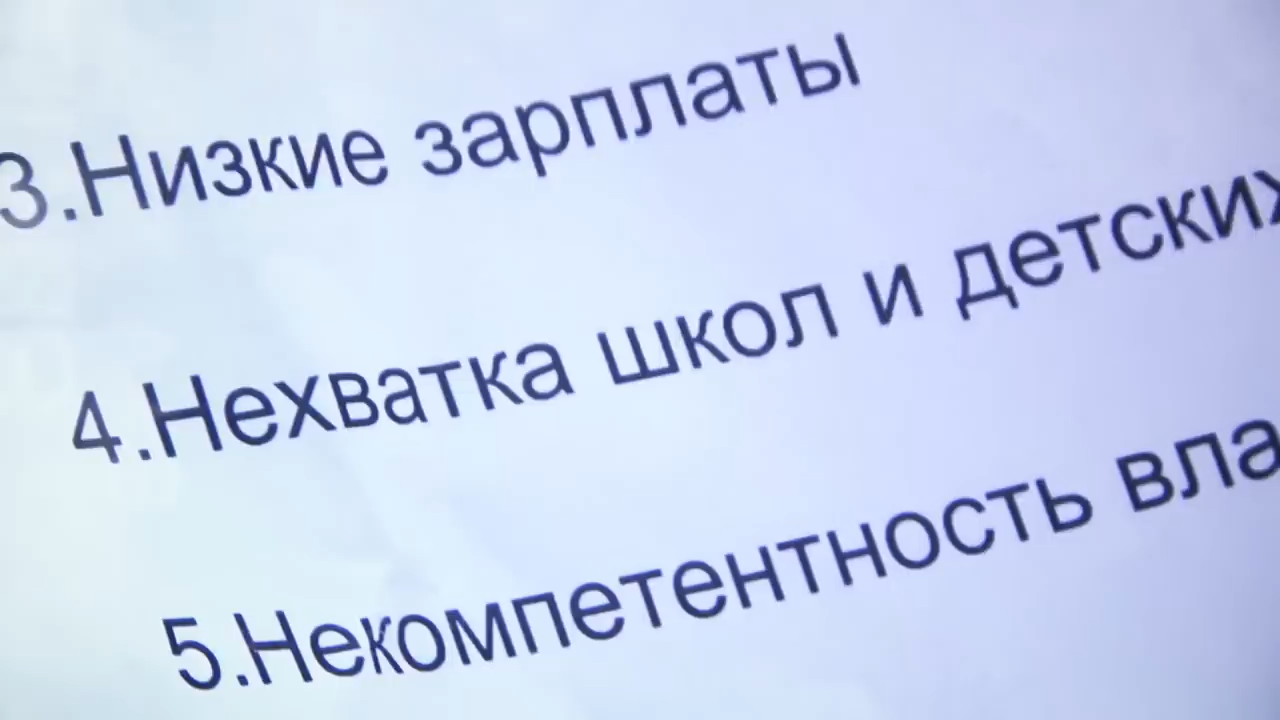 3.Низкие зарплаты
4.Нехватка школ и детских
5.Некомпетентность вла